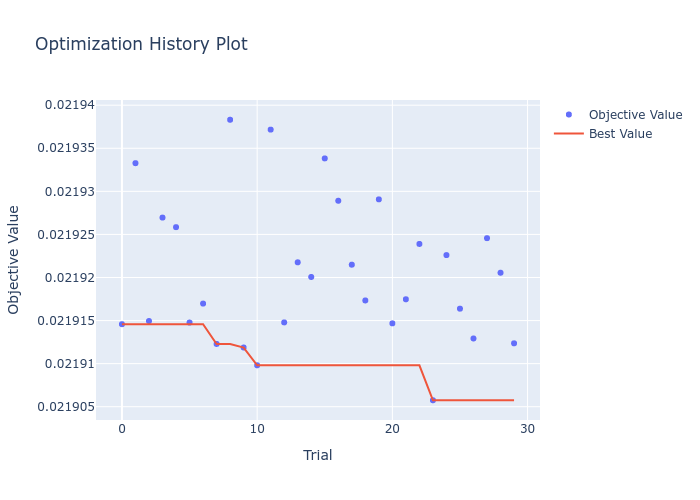 Optimization History Plot
0.02194
0.021935
0.02193
0.021925
0.02192
0.021915
0.02191
0.021905
0
10
20
30
Trial
Objective Value
Objective Value
Best Value